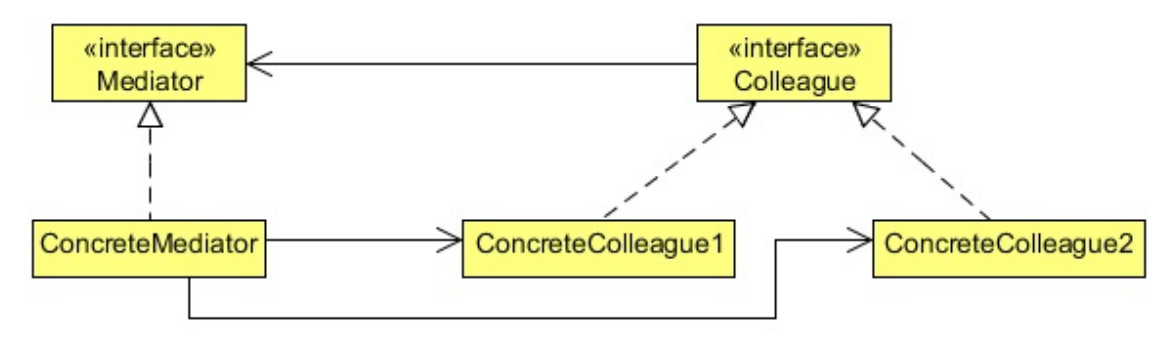 «interface»
Mediator
«interface»
Colleague
ConcreteMediator
ConcreteColleague1
ConcreteColleague2